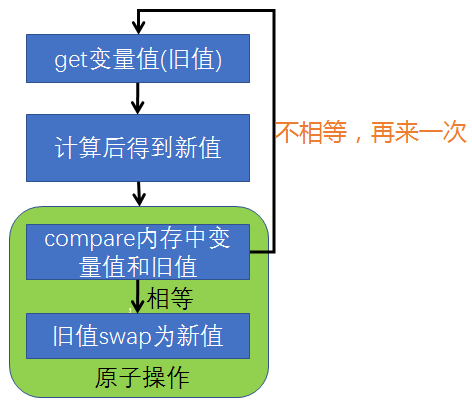 get变量值(旧值)
计算后得到新值
不相等，再来一次
compare内存中变
量值和旧值
相等
旧值swap为新值
原子操作